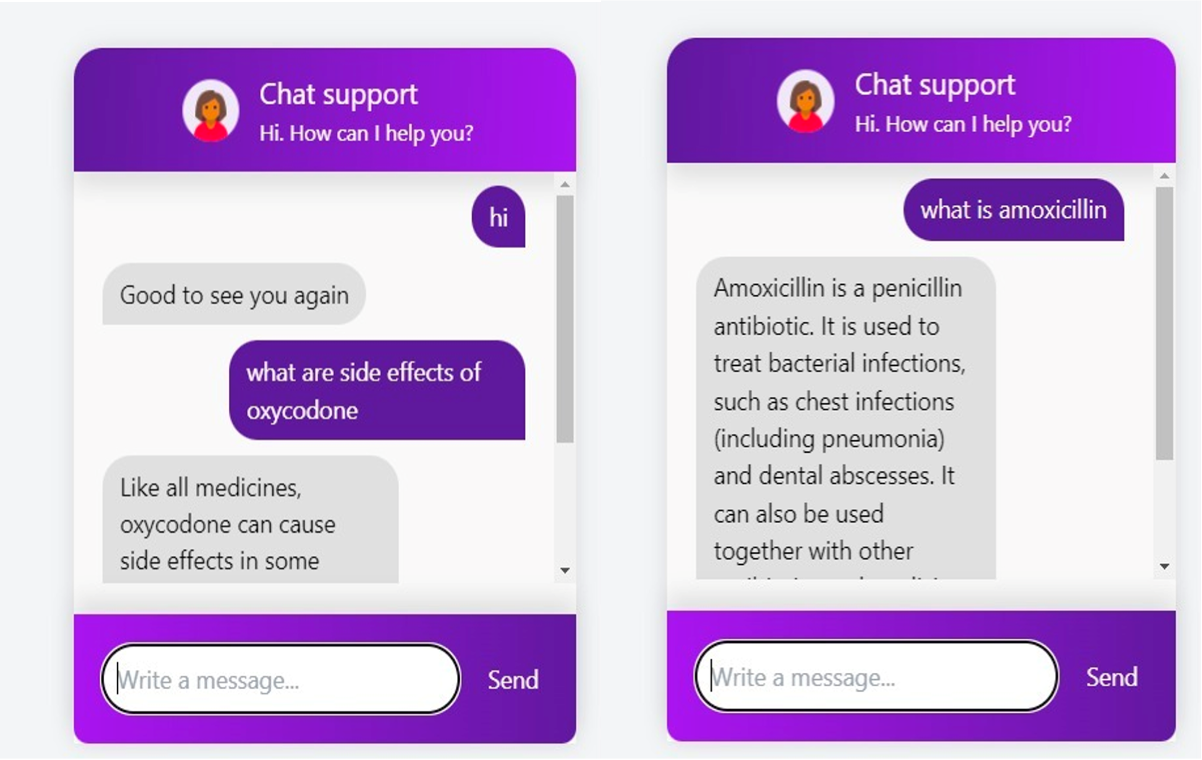 Chat support
Hi. How can I help you?
hi
Good to see you again
what are side effects of
oxycodone
Like all medicines,
oxycodone can cause
side effects in some
Write a message...
Send
Chat support
Hi. How can I help you?
what is amoxicillin
Amoxicillin is a penicillin
antibiotic. It is used to
treat bacterial infections,
such as chest infections
(including pneumonia)
and dental abscesses. It
can also be used
together with other
Write a message...
Send